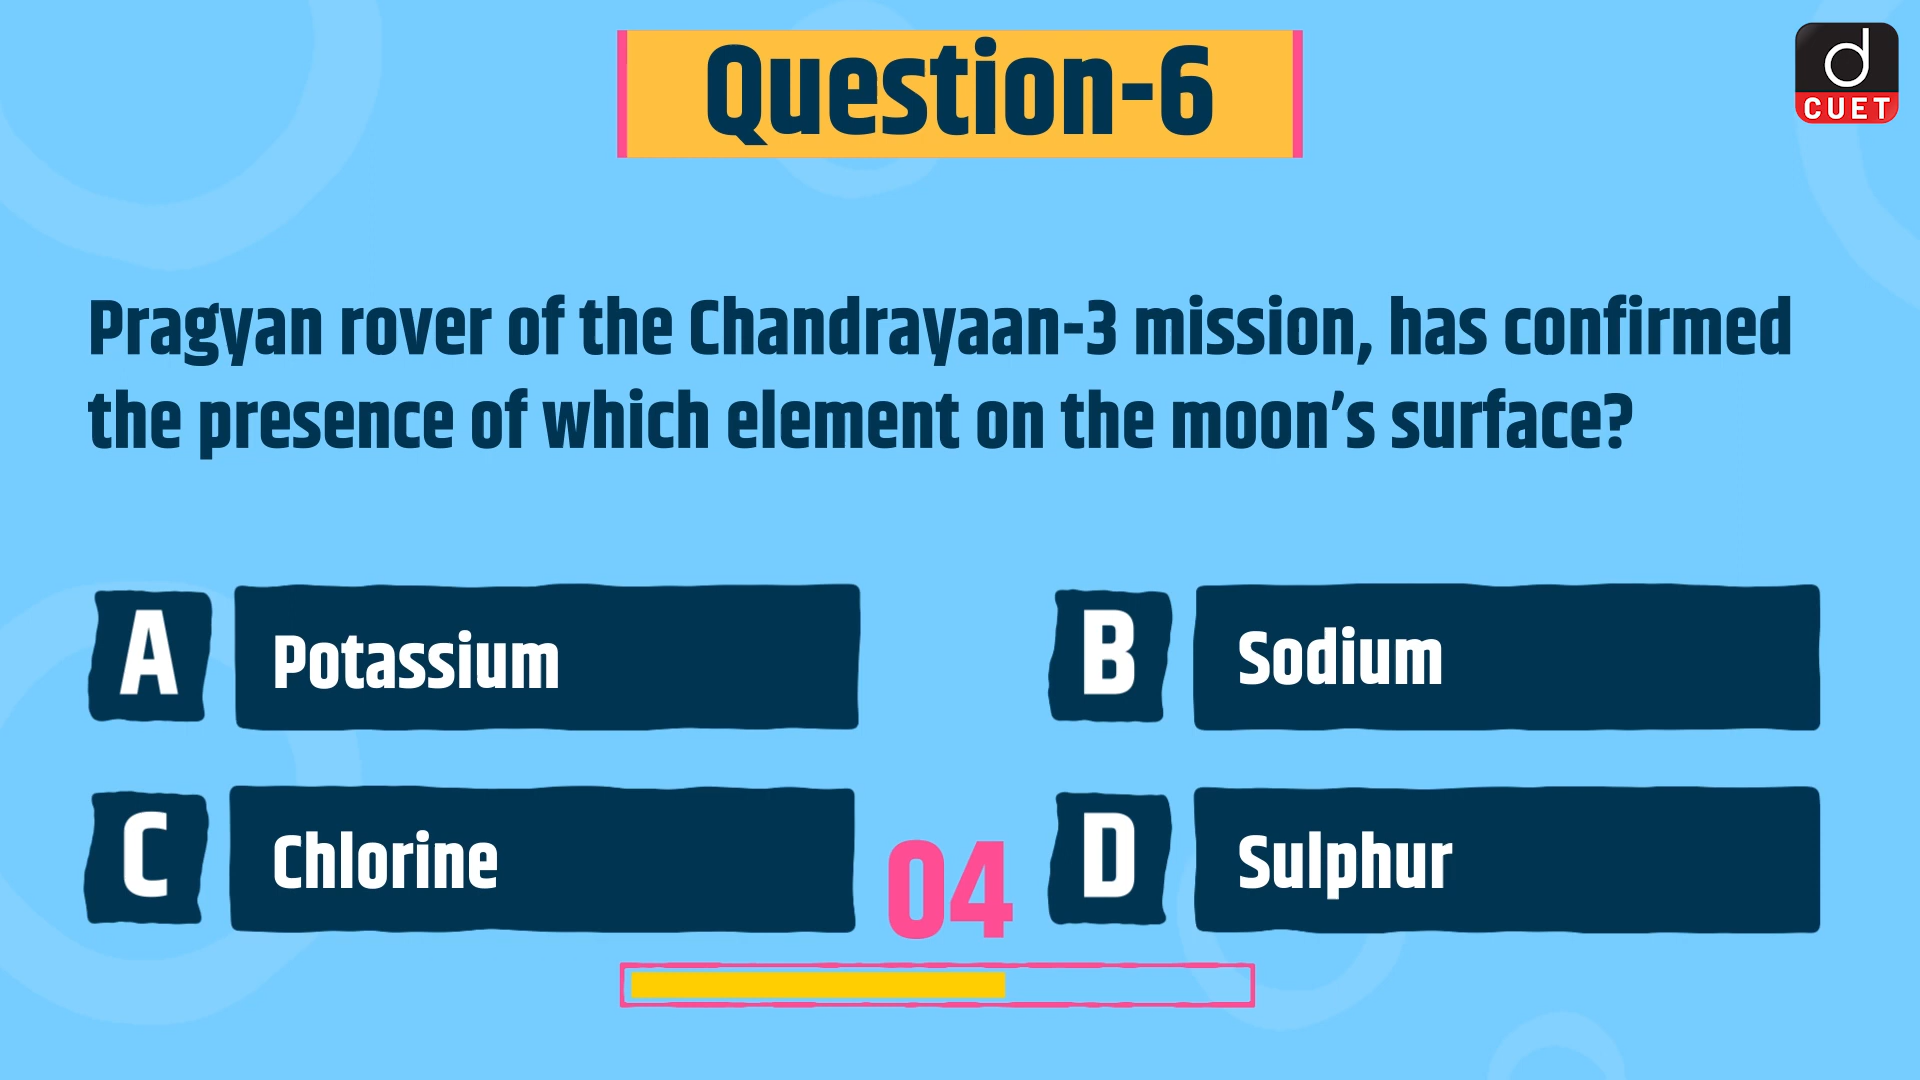 Question-6
d
CUET
Pragyan rover of the Chandrayaan-3 mission, has confirmed
the presence of which element on the moon’s surface?
A
Potassium
B
Sodium
C
Chlorine
D
Sulphur
04